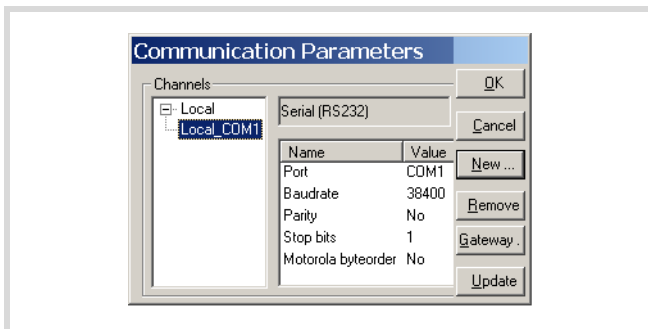 Communication Parameters
Channels
Local
Local_COM1
Serial (RS232)
Name Value
Port COM1
Baudrate 38400
Parity No
Stop bits 1
Motorola byteorder No
OK
Cancel
New ...
Remove
Gateway .
Update